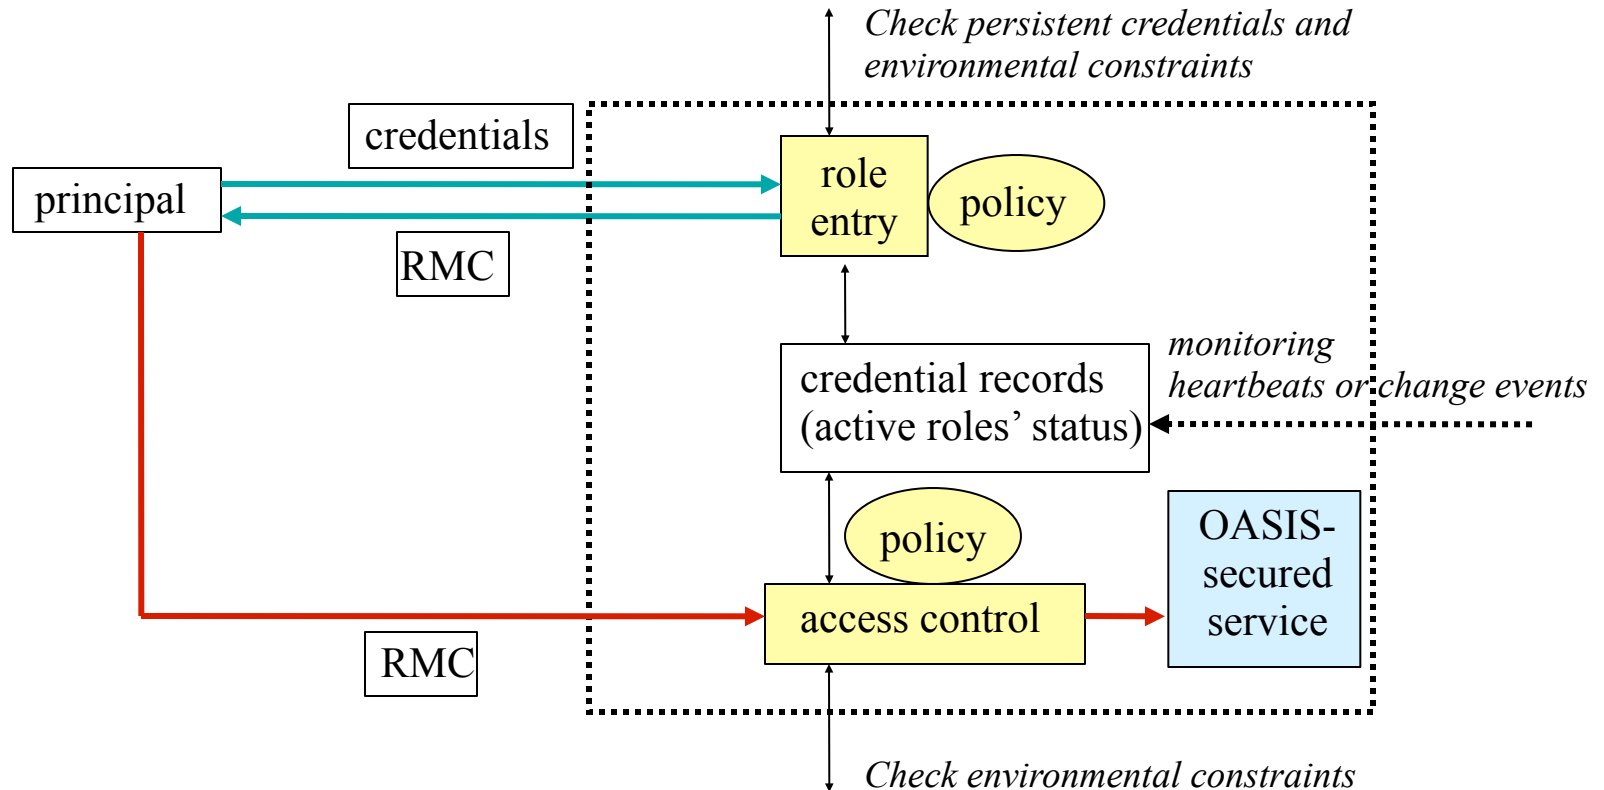 Check persistent credentials and
environmental constraints
credentials
principal
role
entry
policy
RMC
monitoring
heartbeats or change events
credential records
(active roles’ status)
policy
OASIS-
secured
service
access control
RMC
Check environmental constraints